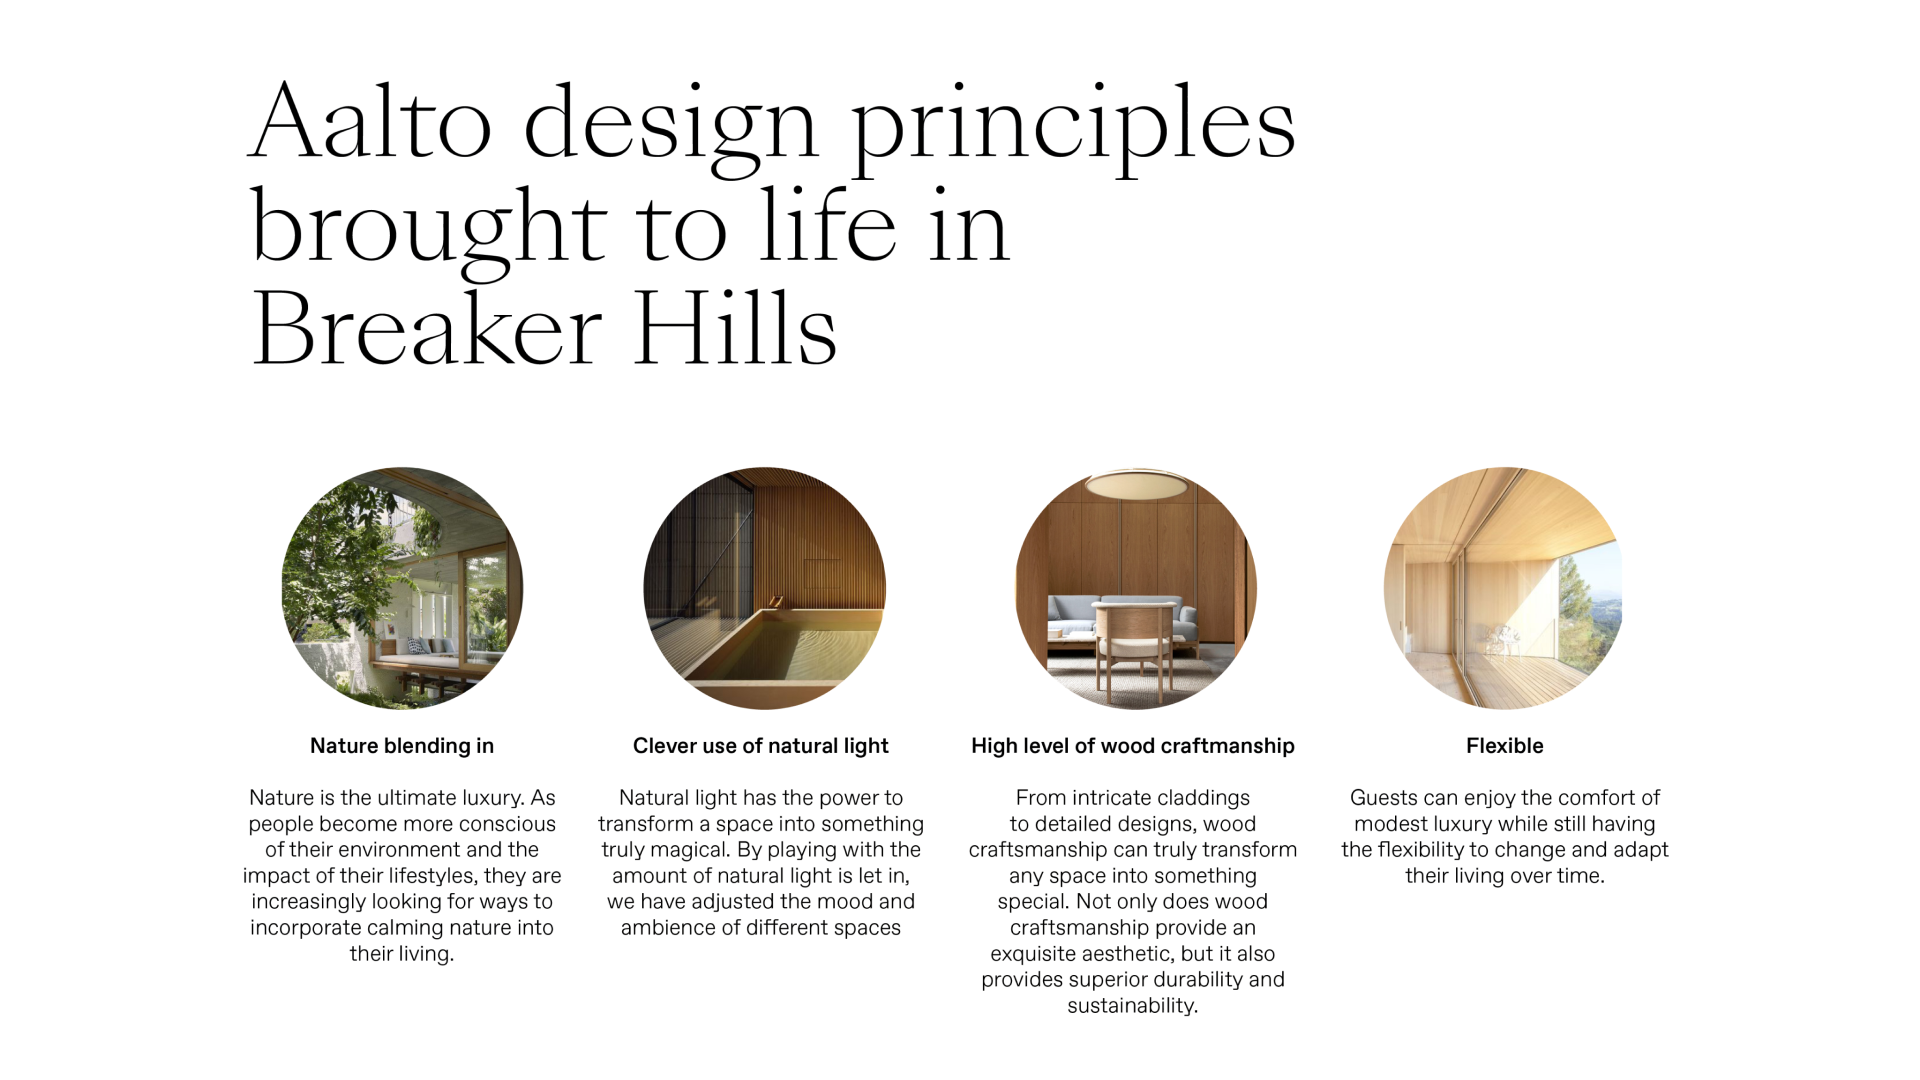 Aalto design principles
brought to life in
Breaker Hills
Nature blending in
Nature is the ultimate luxury. As
people become more conscious
of their environment and the
impact of their lifestyles, they are
increasingly looking for ways to
incorporate calming nature into
their living.
Clever use of natural light
Natural light has the power to
transform a space into something
truly magical. By playing with the
amount of natural light is let in,
we have adjusted the mood and
ambience of different spaces
High level of wood craftmanship
From intricate claddings
to detailed designs, wood
craftsmanship can truly transform
any space into something
special. Not only does wood
craftsmanship provide an
exquisite aesthetic, but it also
provides superior durability and
sustainability.
Flexible
Guests can enjoy the comfort of
modest luxury while still having
the flexibility to change and adapt
their living over time.